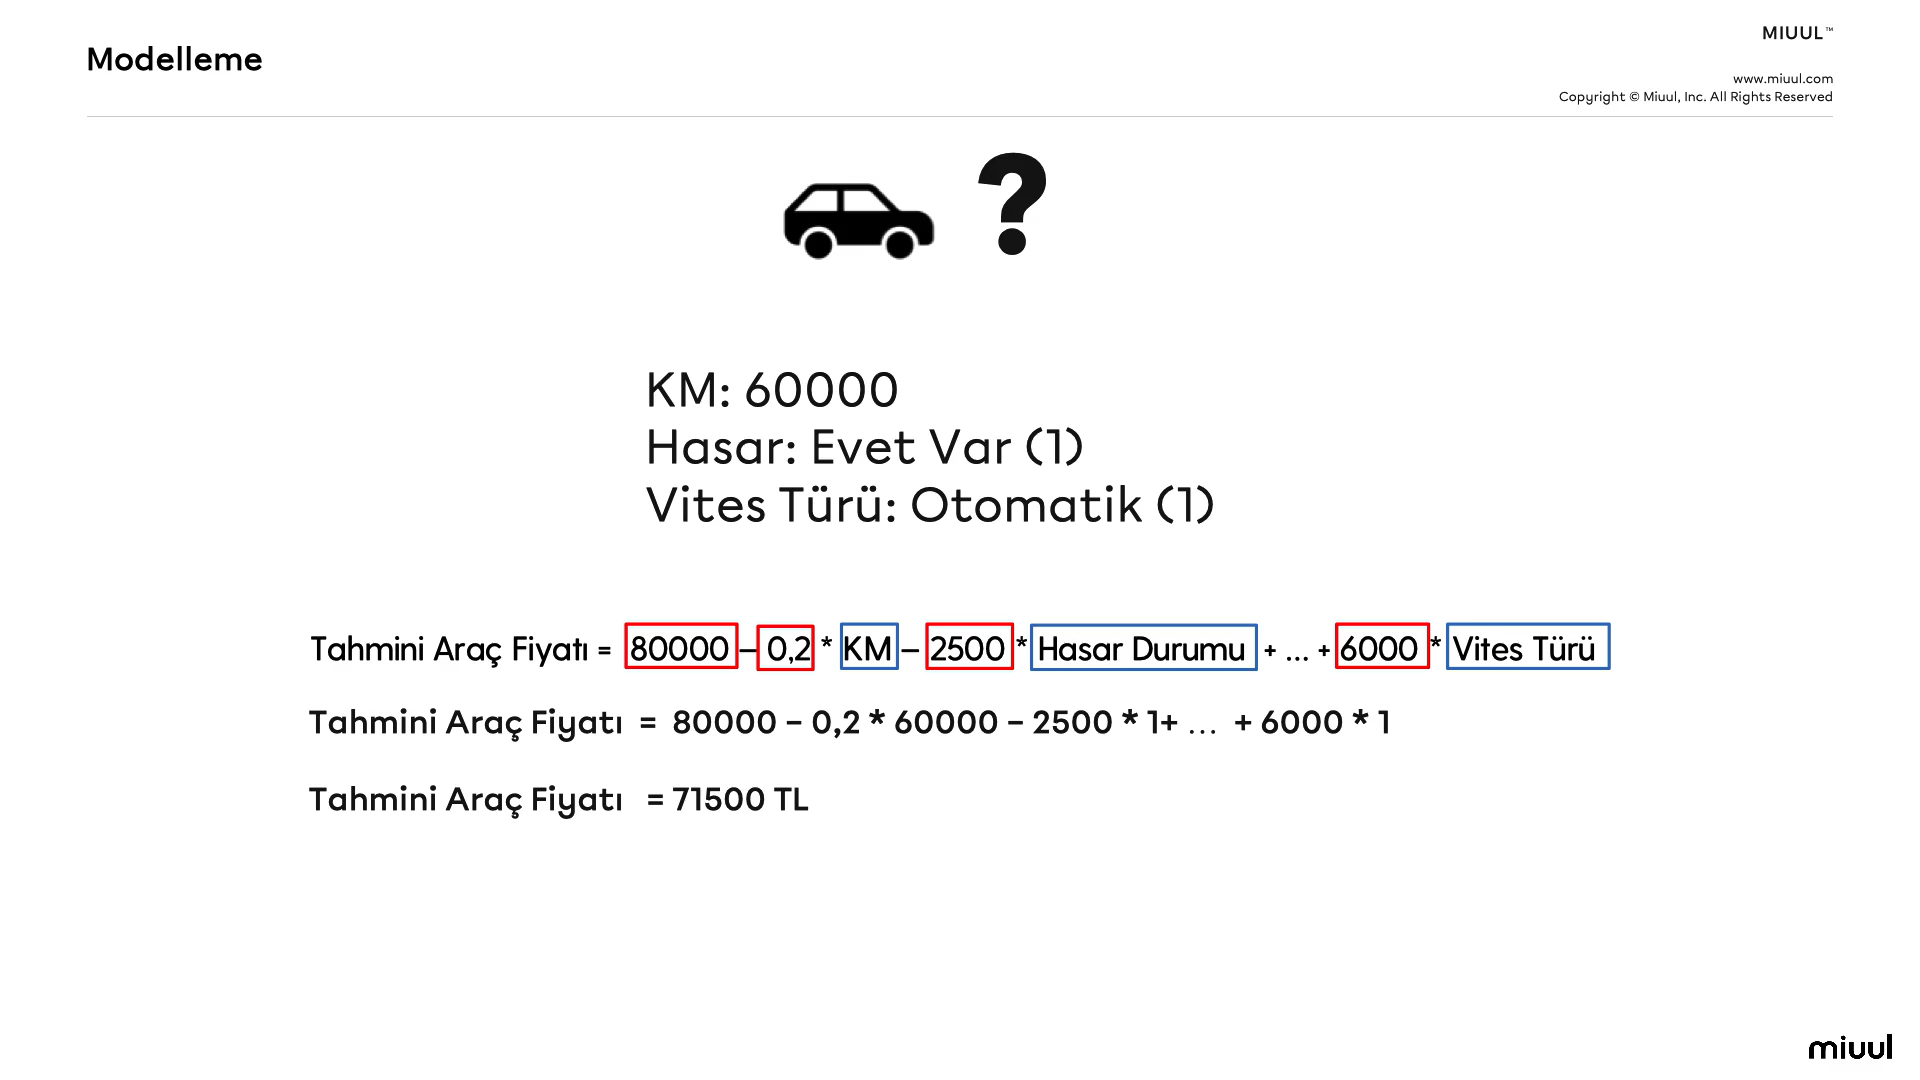 MIUUL™
Modelleme
www.miuul.com
Copyright © Miuul, Inc. All Rights Reserved
?
KM: 60000
Hasar: Evet Var (1)
Vites Türü: Otomatik (1)
Tahmini Araç Fiyatı = 80000 – 0,2 * KM – 2500 * Hasar Durumu + ... + 6000 * Vites Türü
Tahmini Araç Fiyatı = 80000 – 0,2 * 60000 – 2500 * 1+ ... + 6000 * 1
Tahmini Araç Fiyatı = 71500 TL
miuul